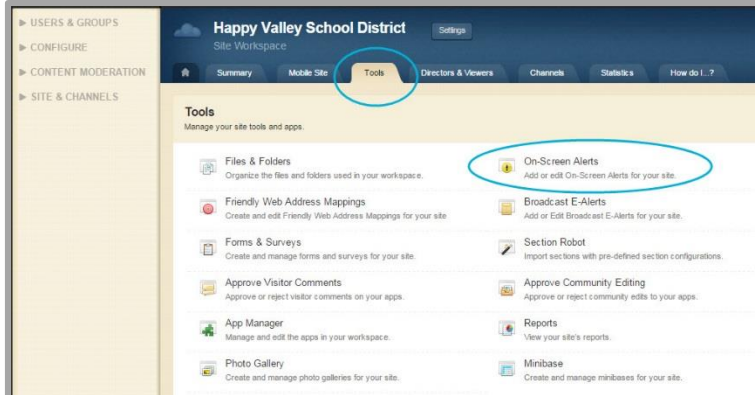 USERS & GROUPS
CONFIGURE
CONTENT MODERATION
SITE & CHANNELS
Happy Valley School District
Settings
Site Workspace
Summary
Mobile Site
Tools
Directors & Viewers
Channels
Statistics
How do I...?
Tools
Manage your site tools and apps.
Files & Folders
Organize the files and folders used in your workspace.
On-Screen Alerts
Add or edit On-Screen Alerts for your site.
Friendly Web Address Mappings
Create and edit Friendly Web Address Mappings for your site
Broadcast E-Alerts
Add or Edit Broadcast E-Alerts for your site.
Forms & Surveys
Create and manage forms and surveys for your site.
Section Robot
Import sections with pre-defined section configurations.
Approve Visitor Comments
Approve or reject visitor comments on your apps.
Approve Community Editing
Approve or reject community edits to your apps.
App Manager
Manage and edit the apps in your workspace.
Reports
View your site's reports.
Photo Gallery
Create and manage photo galleries for your site.
Minibase
Create and manage minibases for your site.